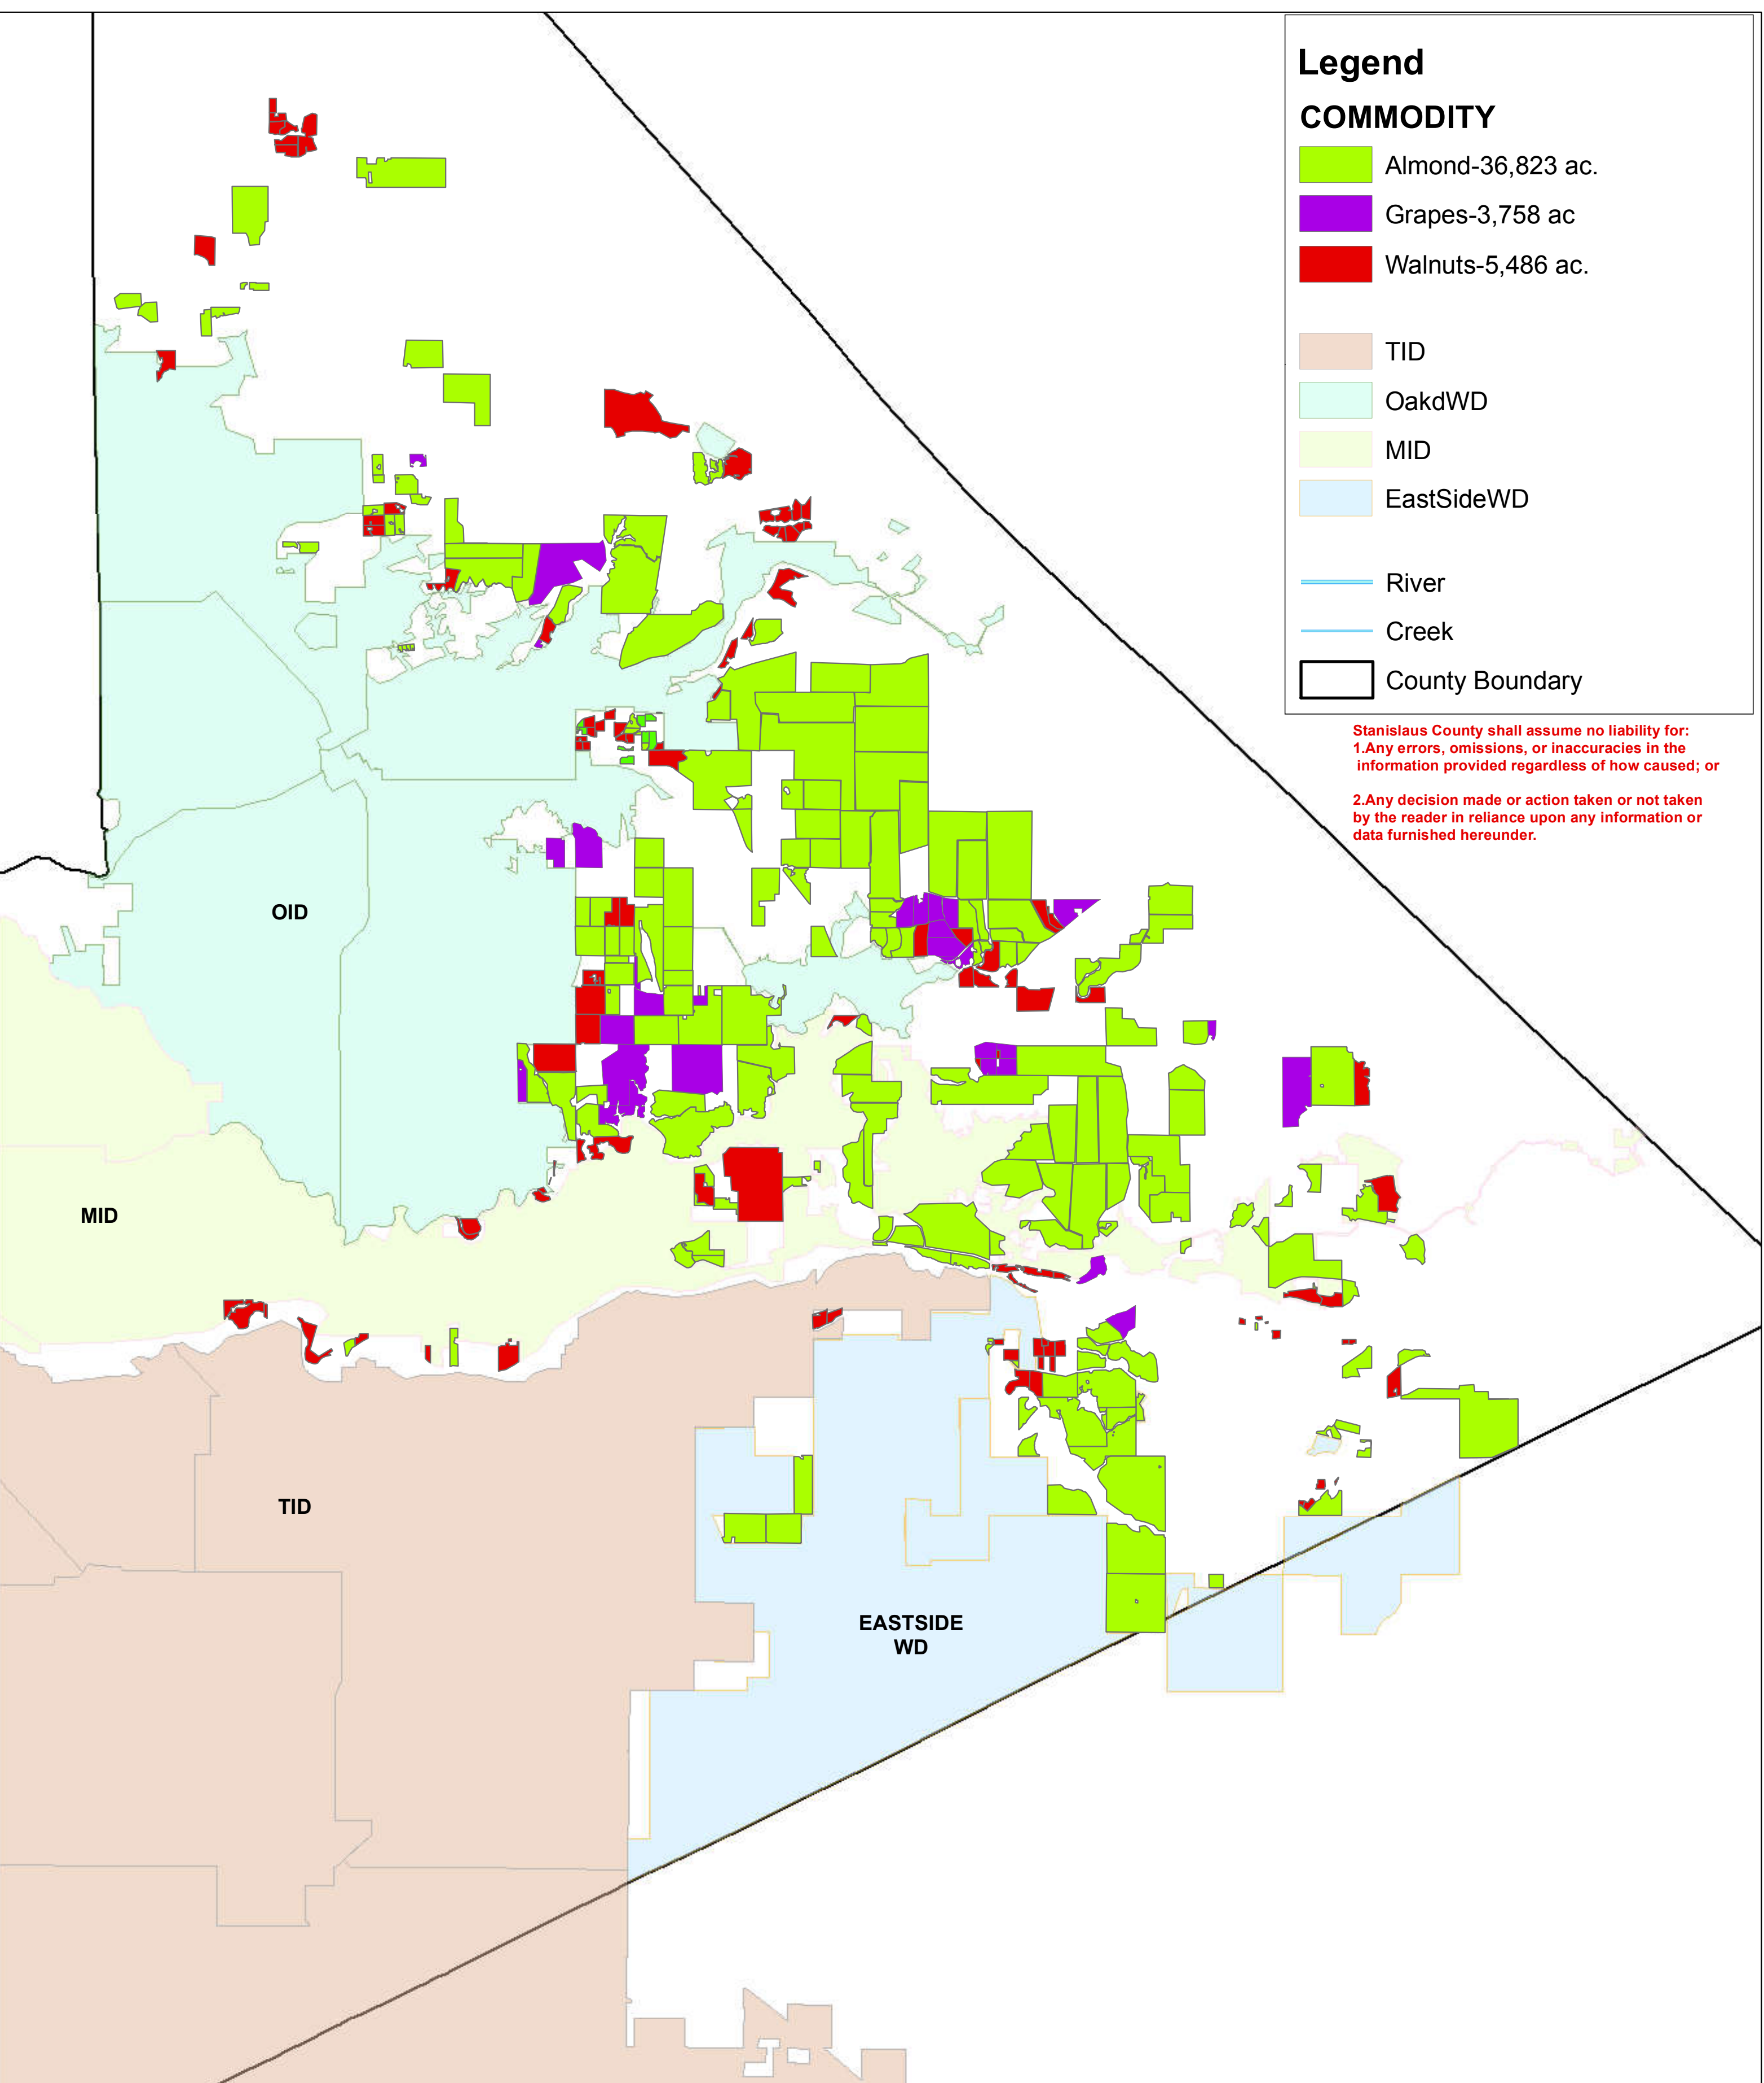 Legend
COMMODITY
Almond-36,823 ac.
Grapes-3,758 ac
Walnuts-5,486 ac.
TID
OakdWD
MID
EastSideWD
River
Creek
County Boundary
Stanislaus County shall assume no liability for:
1.Any errors, omissions, or inaccuracies in the
information provided regardless of how caused; or
2.Any decision made or action taken or not taken
by the reader in reliance upon any information or
data furnished hereunder.
OID
MID
TID
EASTSIDE
WD